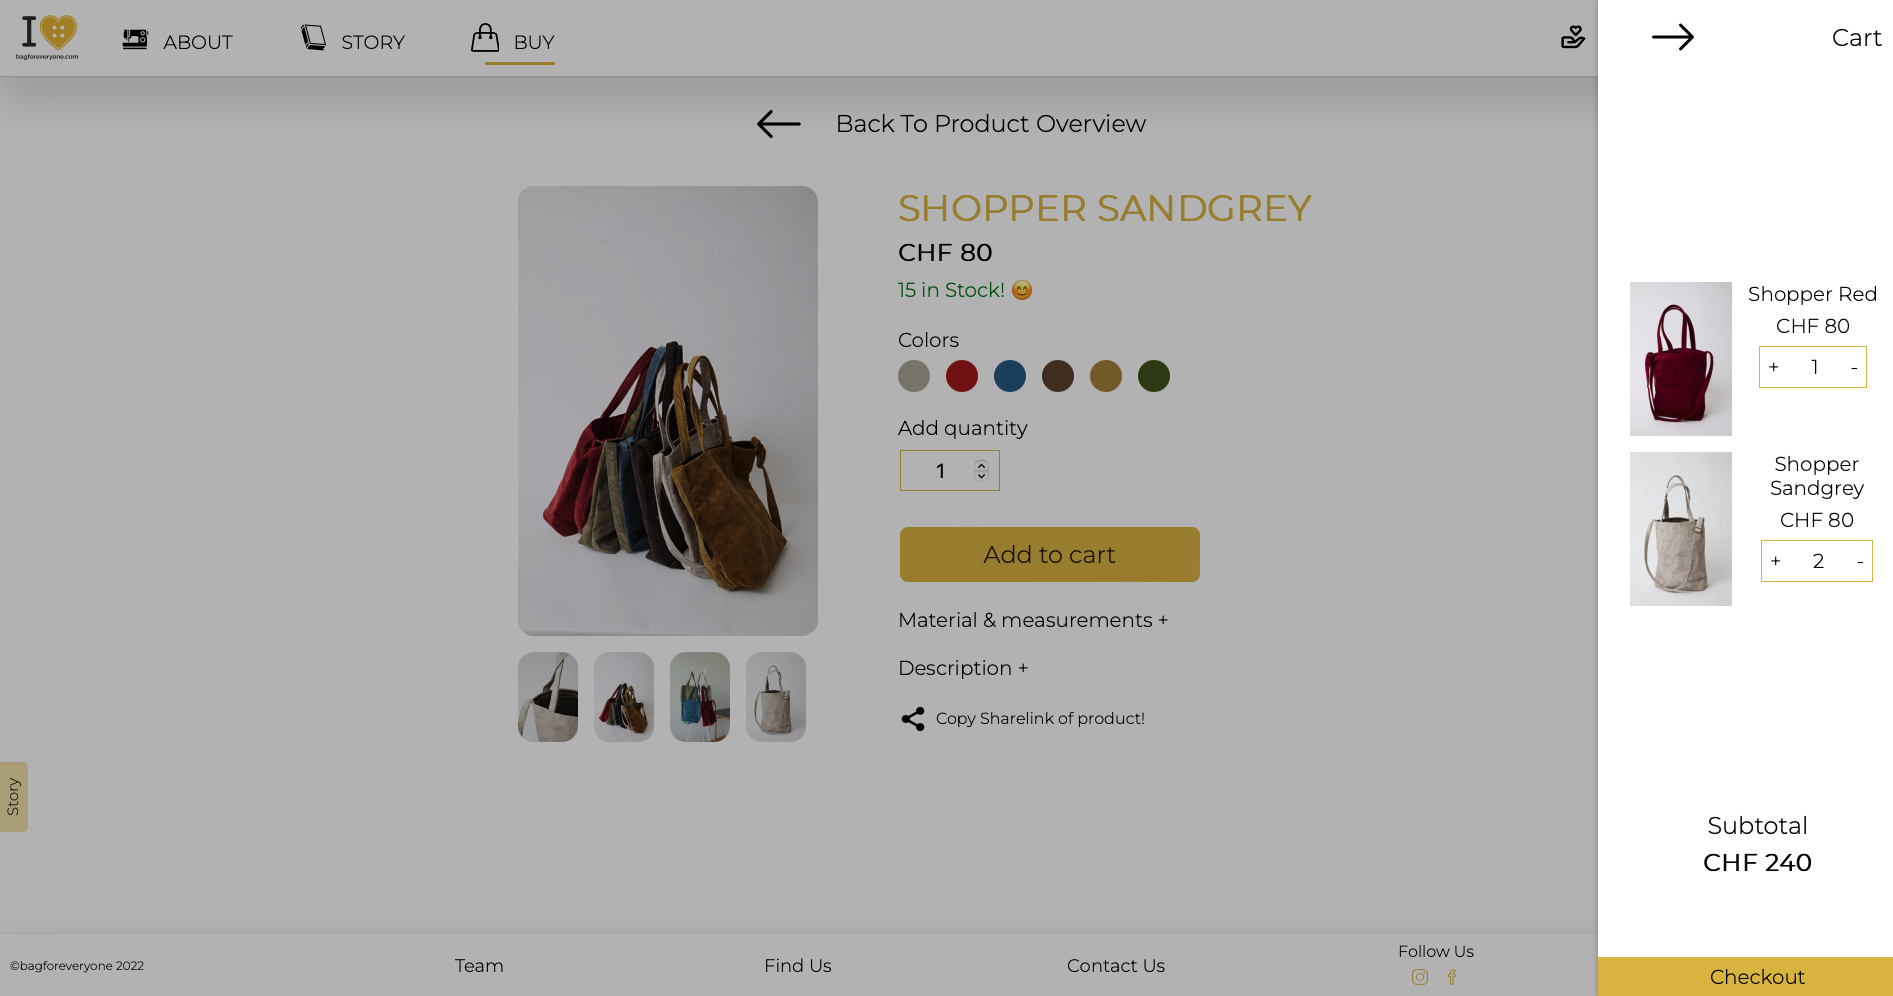 I
bagforeveryone.com
ABOUT
STORY
BUY
Back To Product Overview
SHOPPER SANDGREY
CHF 80
15 in Stock! 😊
Colors
Add quantity
1
Add to cart
Material & measurements +
Description +
Copy Sharelink of product!
Story
©bagforeveryone 2022
Team
Find Us
Contact Us
Follow Us
Cart
Shopper Red
CHF 80
+ 1 -
Shopper
Sandgrey
CHF 80
+ 2 -
Subtotal
CHF 240
Checkout